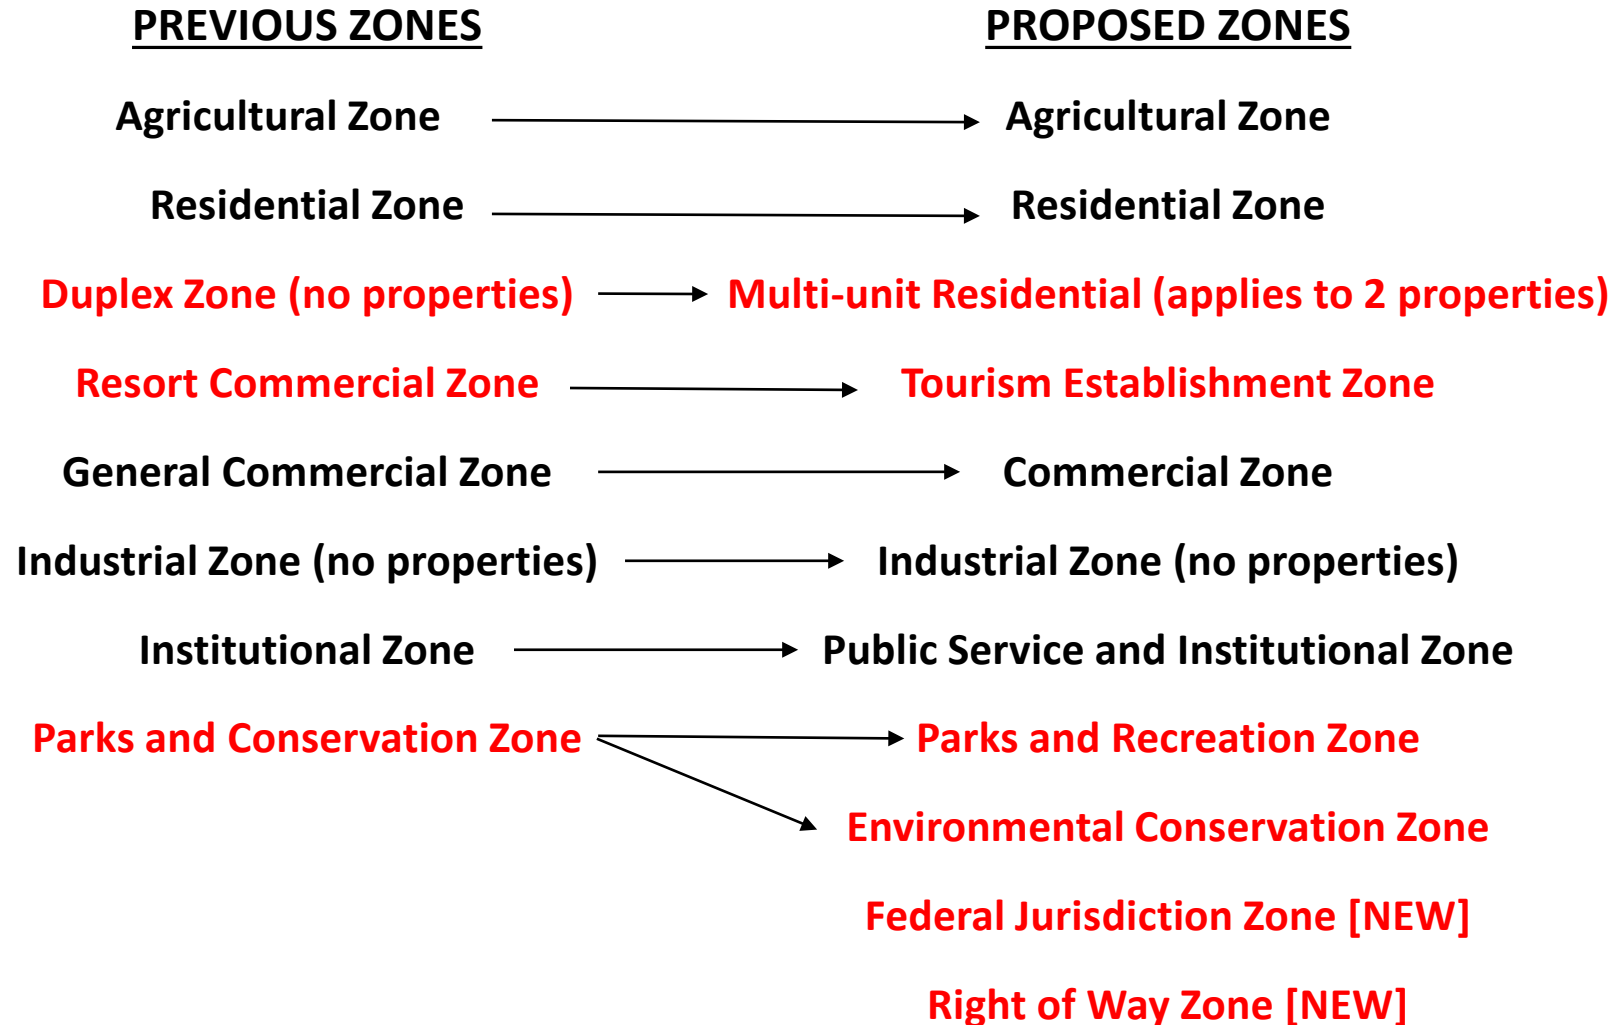 PREVIOUS ZONES PROPOSED ZONES
Agricultural Zone Agricultural Zone
Residential Zone Residential Zone
Duplex Zone (no properties) Multi-unit Residential (applies to 2 properties)
Resort Commercial Zone Tourism Establishment Zone
General Commercial Zone Commercial Zone
Industrial Zone (no properties) Industrial Zone (no properties)
Institutional Zone Public Service and Institutional Zone
Parks and Conservation Zone Parks and Recreation Zone
Environmental Conservation Zone
Federal Jurisdiction Zone [NEW]
Right of Way Zone [NEW]